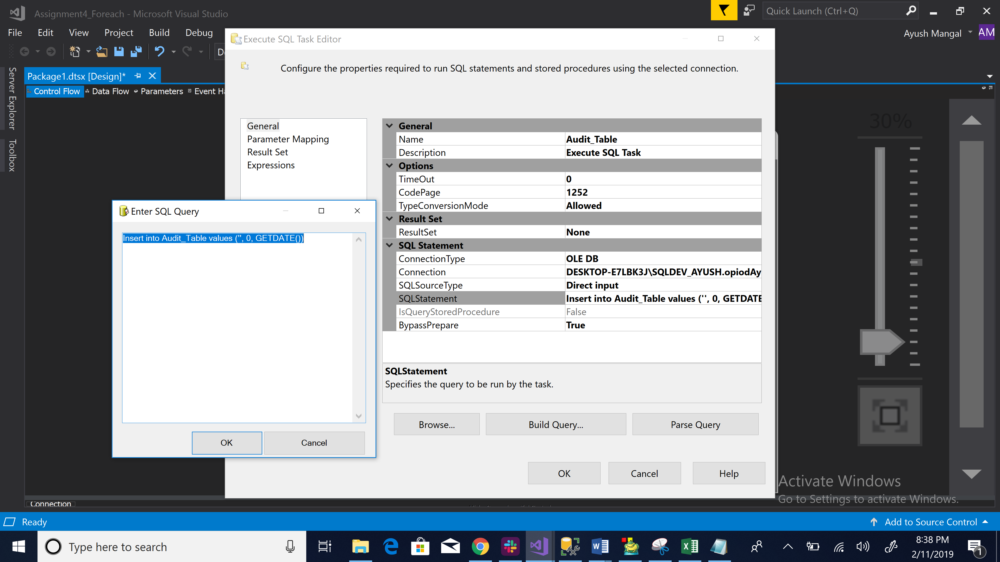 Assignment4_Foreach - Microsoft Visual Studio
Quick Launch (Ctrl+Q)
File Edit View Project Build Debug
Ayush Mangal AM
Execute SQL Task Editor
Configure the properties required to run SQL statements and stored procedures using the selected connection.
Server Explorer
Toolbox
Package1.dtsx [Design]*
Control Flow Data Flow Parameters Event Ha
30%
General
Parameter Mapping
Result Set
Expressions
General
Name Audit_Table
Description Execute SQL Task
Options
TimeOut 0
CodePage 1252
TypeConversionMode Allowed
Result Set
ResultSet None
SQL Statement
ConnectionType OLE DB
Connection DESKTOP-E7LBK3J\SQLDEV_AYUSH.opiodAy
SQLSourceType Direct input
SQLStatement Insert into Audit_Table values ('', 0, GETDATE
IsQueryStoredProcedure False
BypassPrepare True
SQLStatement
Specifies the query to be run by the task.
Browse... Build Query... Parse Query
OK Cancel Help
Enter SQL Query
Insert into Audit_Table values ('', 0, GETDATE())
OK Cancel
Activate Windows
Go to Settings to activate Windows.
Connection
Ready
Add to Source Control
Type here to search
8:38 PM
2/11/2019
1